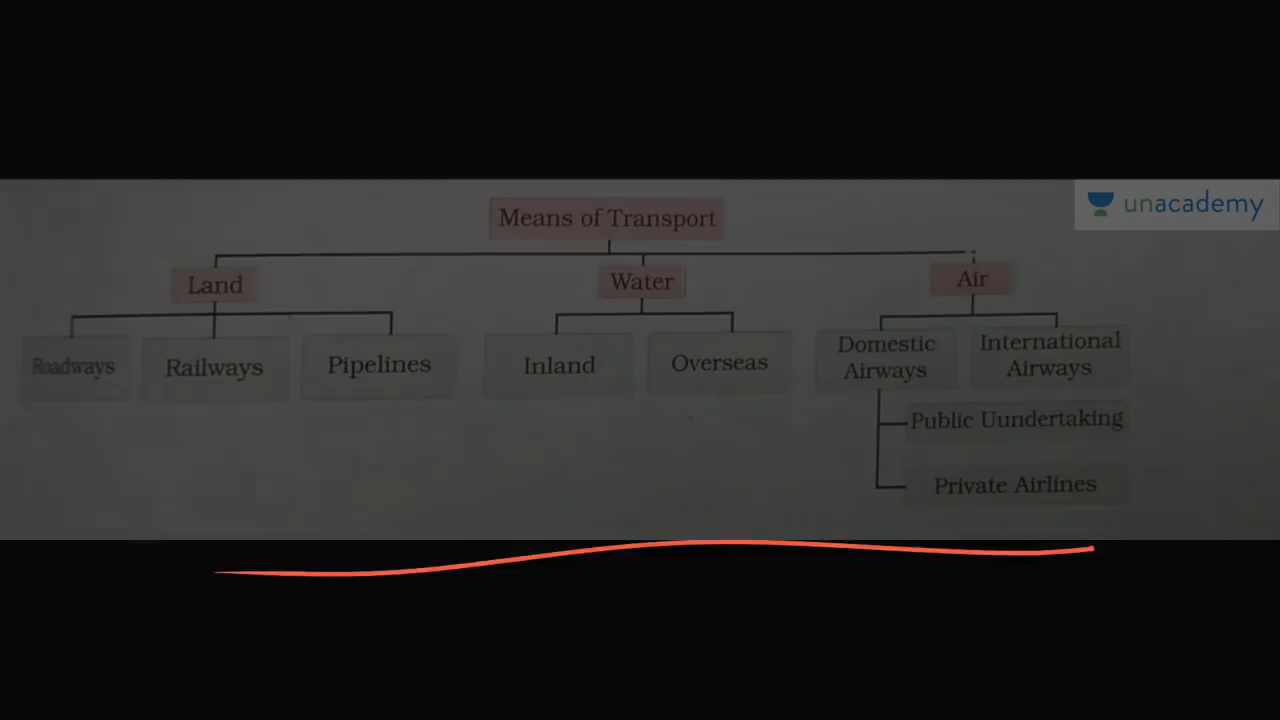 unacademy
Means of Transport
Land
Water
Air
Roadways
Railways
Pipelines
Inland
Overseas
Domestic
Airways
International
Airways
Public Uundertaking
Private Airlines